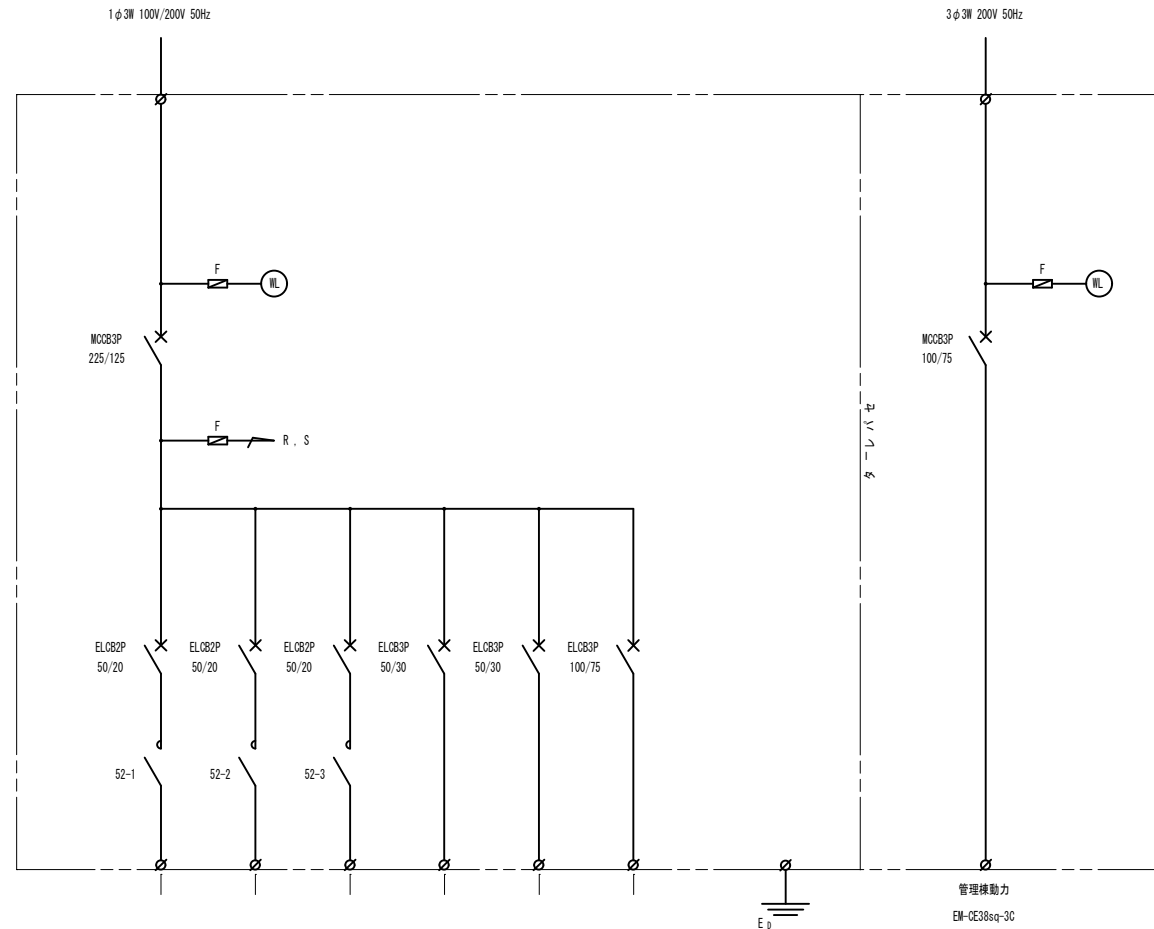 1φ3W 100V/200V 50Hz
3φ3W 200V 50Hz
F
WL
F
WL
MCCB3P
225/125
MCCB3P
100/75
F
R . S
セパレータ
ELCB2P
50/20
ELCB2P
50/20
ELCB2P
50/20
ELCB3P
50/30
ELCB3P
50/30
ELCB3P
100/75
52-1
52-2
52-3
E D
管理棟動力
EM-CE38sq-3C